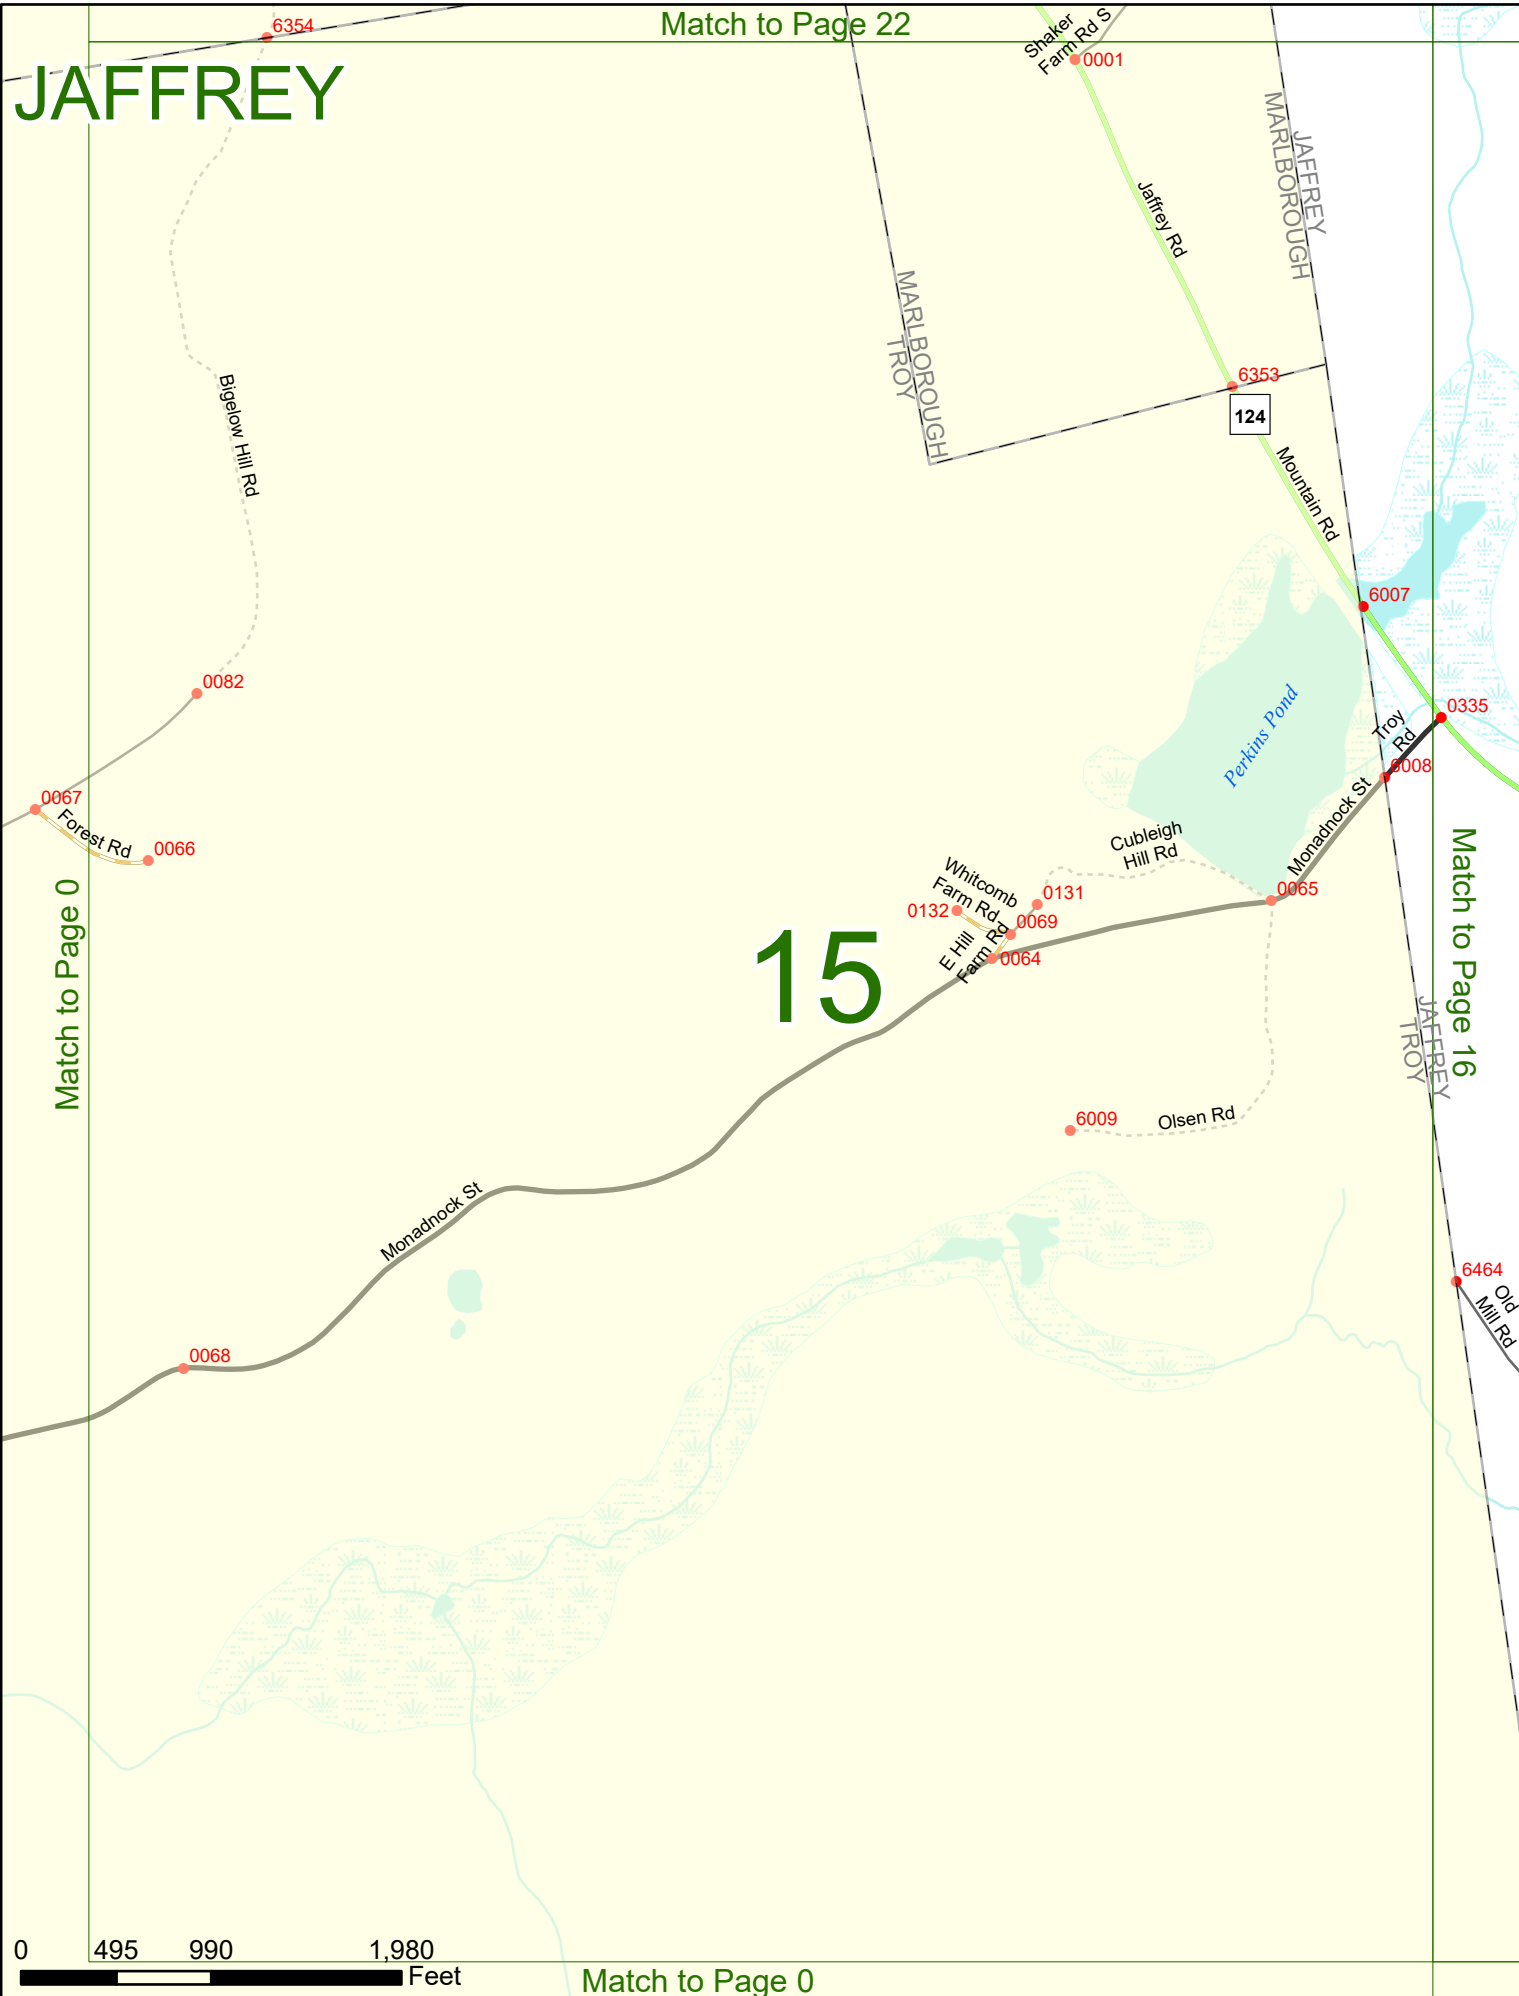 Match to Page 22
6354
JAFFREY
Shaker
Farm Rd S
0001
JAFFREY
MARLBOROUGH
Jaffrey Rd
MARLBOROUGH
TROY
6353
124
Bigelow Hill Rd
Mountain Rd
6007
0082
Perkins Pond
0335
Troy
Rd
6008
0067
Forest Rd
0066
Monadnock St
Cubleigh
Hill Rd
Match to Page 0
Whitcomb
Farm Rd
0131
0132
0065
0069
E Hill
Farm Rd
0064
15
Match to Page 16
JAFFREY
TROY
6009
Olsen Rd
Monadnock St
6464
Old
Mill Rd
0068
0 495 990 1,980
Feet
Match to Page 0